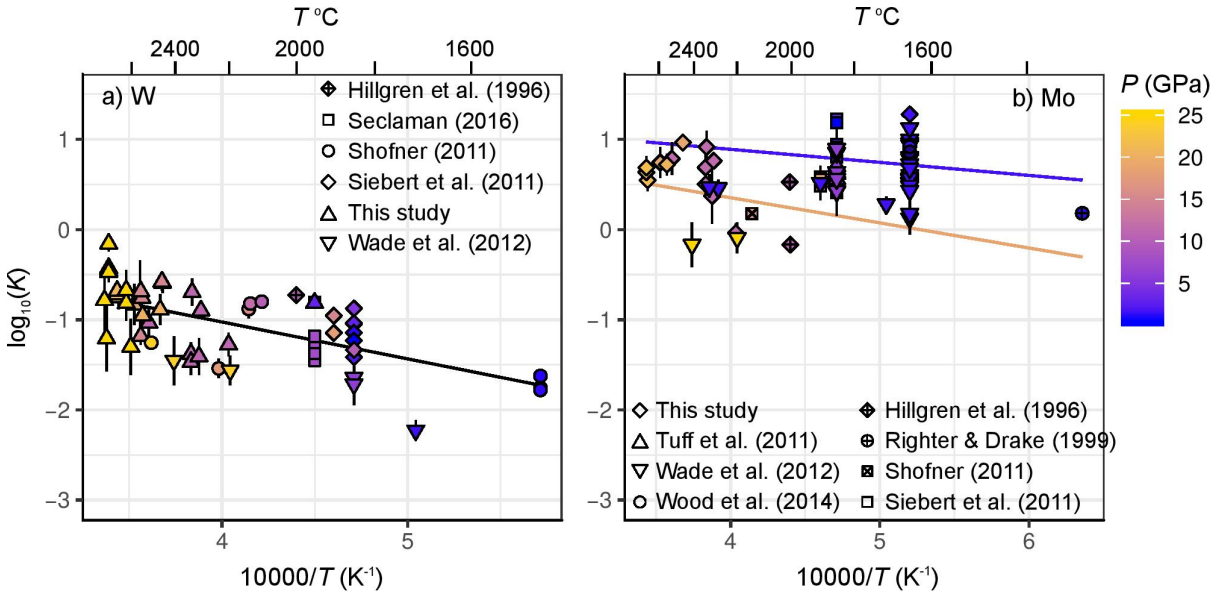 T °C
2400 2000 1600
a) W
Hillgren et al. (1996)
Seclaman (2016)
Shofner (2011)
Siebert et al. (2011)
This study
Wade et al. (2012)
log₁₀(K)
1
0
−1
−2
−3
4 5
10000/T (K⁻¹)
T °C
2400 2000 1600
b) Mo
1
0
−1
−2
−3
This study
Tuff et al. (2011)
Wade et al. (2012)
Wood et al. (2014)
Hillgren et al. (1996)
Righter & Drake (1999)
Shofner (2011)
Siebert et al. (2011)
4 5 6
10000/T (K⁻¹)
P (GPa)
25
20
15
10
5